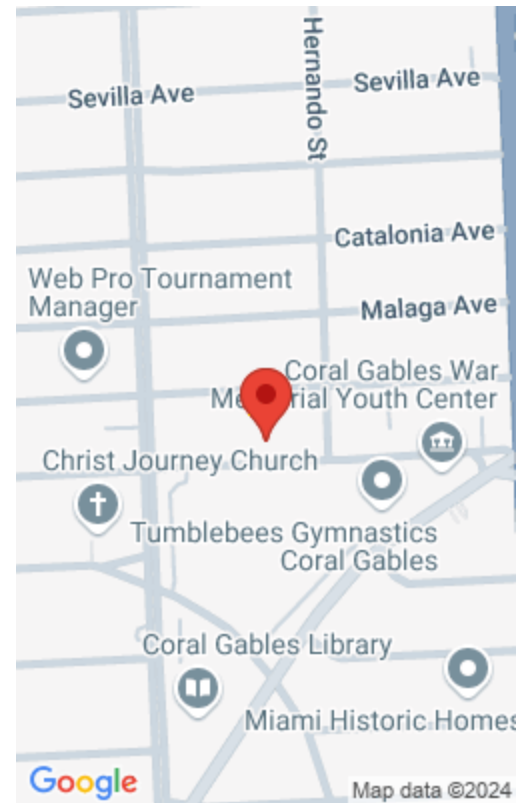 Sevilla Ave
Hernando St
Sevilla Ave
Catalonia Ave
Web Pro Tournament
Manager
Malaga Ave
Coral Gables War
Memorial Youth Center
Christ Journey Church
Tumblebees Gymnastics
Coral Gables
Coral Gables Library
Miami Historic Homes
Google
Map data ©2024